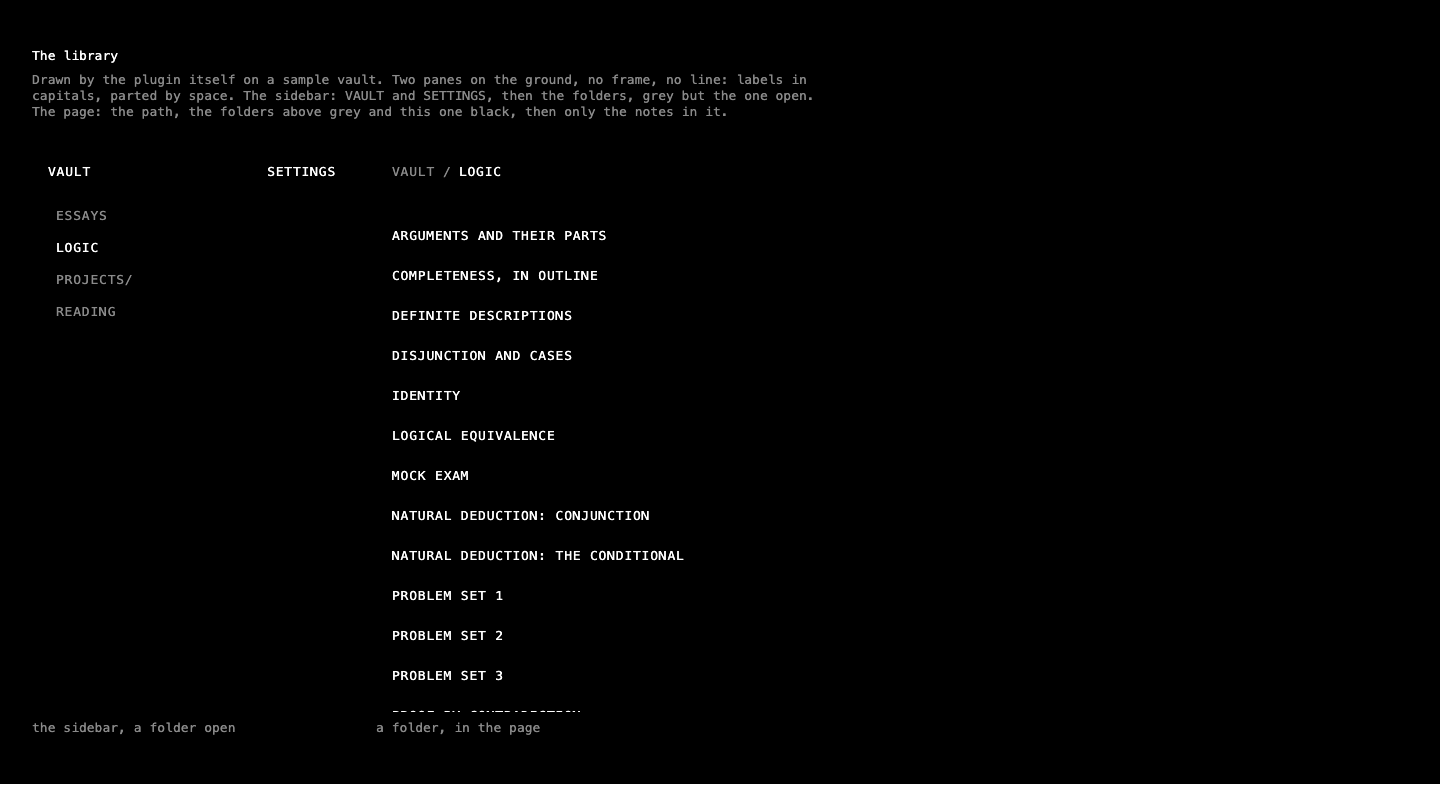 The library
Drawn by the plugin itself on a sample vault. Two panes on the ground, no frame, no line: labels in
capitals, parted by space. The sidebar: VAULT and SETTINGS, then the folders, grey but the one open.
The page: the path, the folders above grey and this one black, then only the notes in it.
VAULT
SETTINGS
ESSAYS
LOGIC
PROJECTS/
READING
VAULT / LOGIC
ARGUMENTS AND THEIR PARTS
COMPLETENESS, IN OUTLINE
DEFINITE DESCRIPTIONS
DISJUNCTION AND CASES
IDENTITY
LOGICAL EQUIVALENCE
MOCK EXAM
NATURAL DEDUCTION: CONJUNCTION
NATURAL DEDUCTION: THE CONDITIONAL
PROBLEM SET 1
PROBLEM SET 2
PROBLEM SET 3
the sidebar, a folder open
a folder, in the page